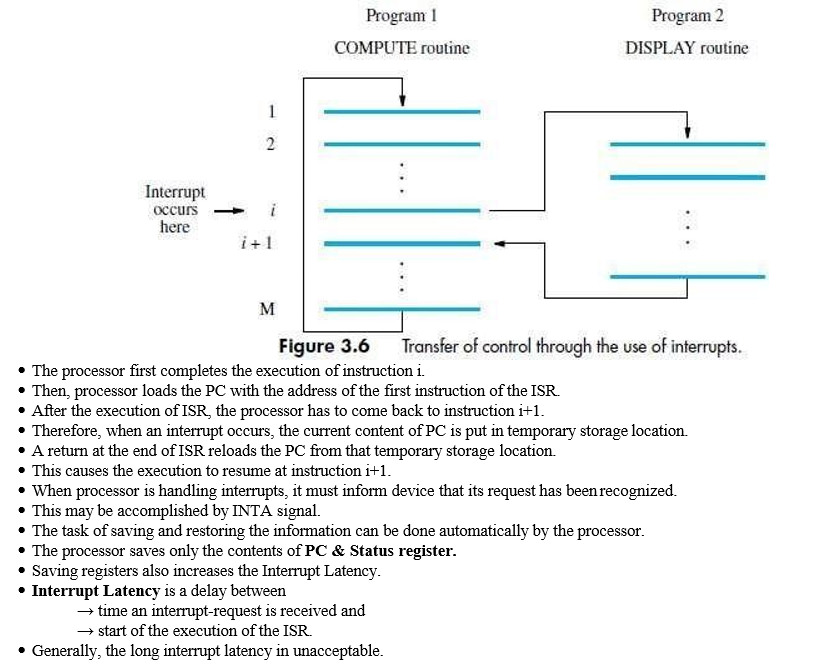 Program 1
Program 2
COMPUTE routine
DISPLAY routine
1
2
Interrupt
occurs
here
i
i + 1
M
Figure 3.6 Transfer of control through the use of interrupts.
• The processor first completes the execution of instruction i.
• Then, processor loads the PC with the address of the first instruction of the ISR.
• After the execution of ISR, the processor has to come back to instruction i+1.
• Therefore, when an interrupt occurs, the current content of PC is put in temporary storage location.
• A return at the end of ISR reloads the PC from that temporary storage location.
• This causes the execution to resume at instruction i+1.
• When processor is handling interrupts, it must inform device that its request has been recognized.
• This may be accomplished by INTA signal.
• The task of saving and restoring the information can be done automatically by the processor.
• The processor saves only the contents of PC & Status register.
• Saving registers also increases the Interrupt Latency.
• Interrupt Latency is a delay between
→ time an interrupt-request is received and
→ start of the execution of the ISR.
• Generally, the long interrupt latency in unacceptable.